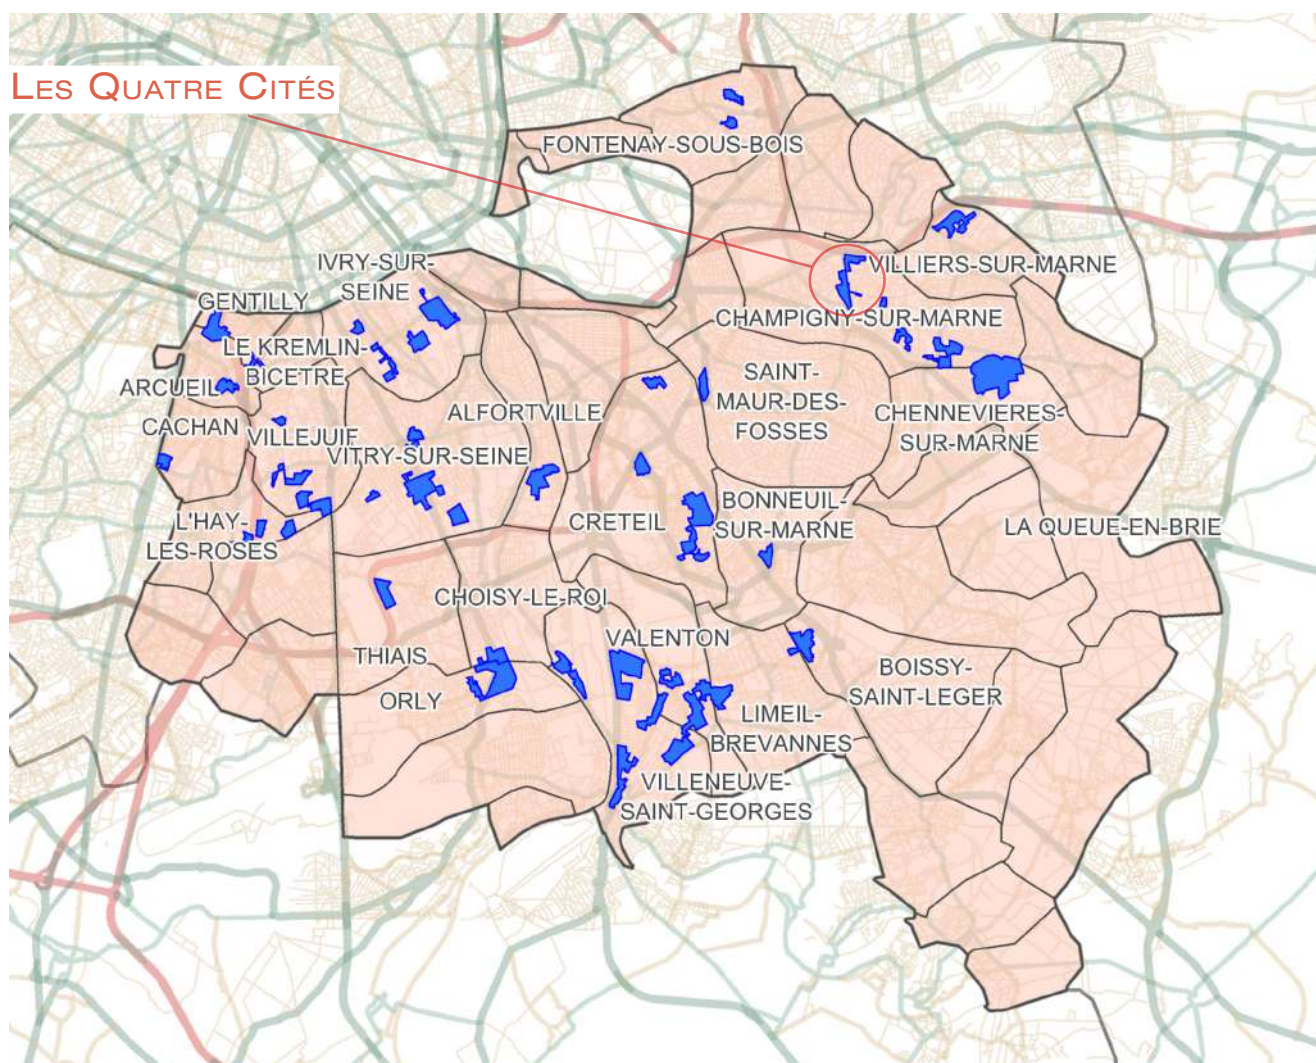 LES QUATRE CITÉS
FONTENAY-SOUS-BOIS
IVRY-SUR-
SEINE
VILLIERS-SUR-MARNE
GENTILLY
CHAMPIGNY-SUR-MARNE
LE KREMLIN-
BICETRE
ARCUEIL
SAINT-
MAUR-DES-
FOSSES
CACHAN
VILLEJUIF
ALFORTVILLE
CHENNEVIERES-
SUR-MARNE
VITRY-SUR-SEINE
L'HAY-
LES-ROSES
CRETEIL
BONNEUIL-
SUR-MARNE
LA QUEUE-EN-BRIE
CHOISY-LE-ROI
THIAIS
VALENTON
BOISSY-
SAINT-LEGER
ORLY
LIMEIL-
BREVANNES
VILLENEUVE-
SAINT-GEORGES